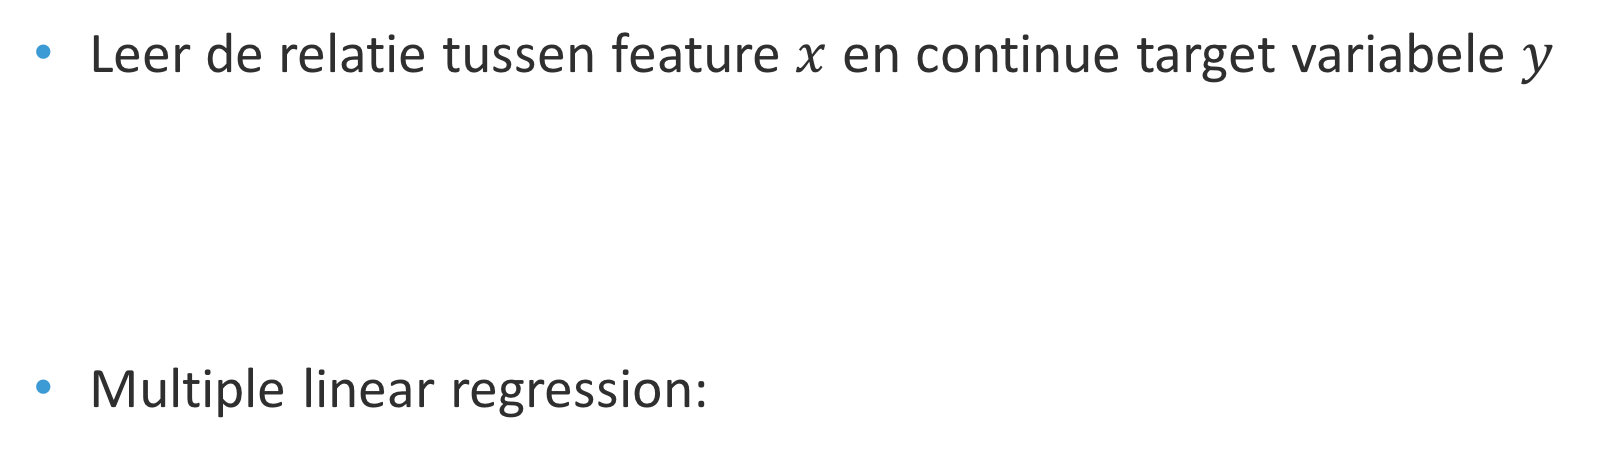 • Leer de relatie tussen feature x en continue target variabele y
• Multiple linear regression: